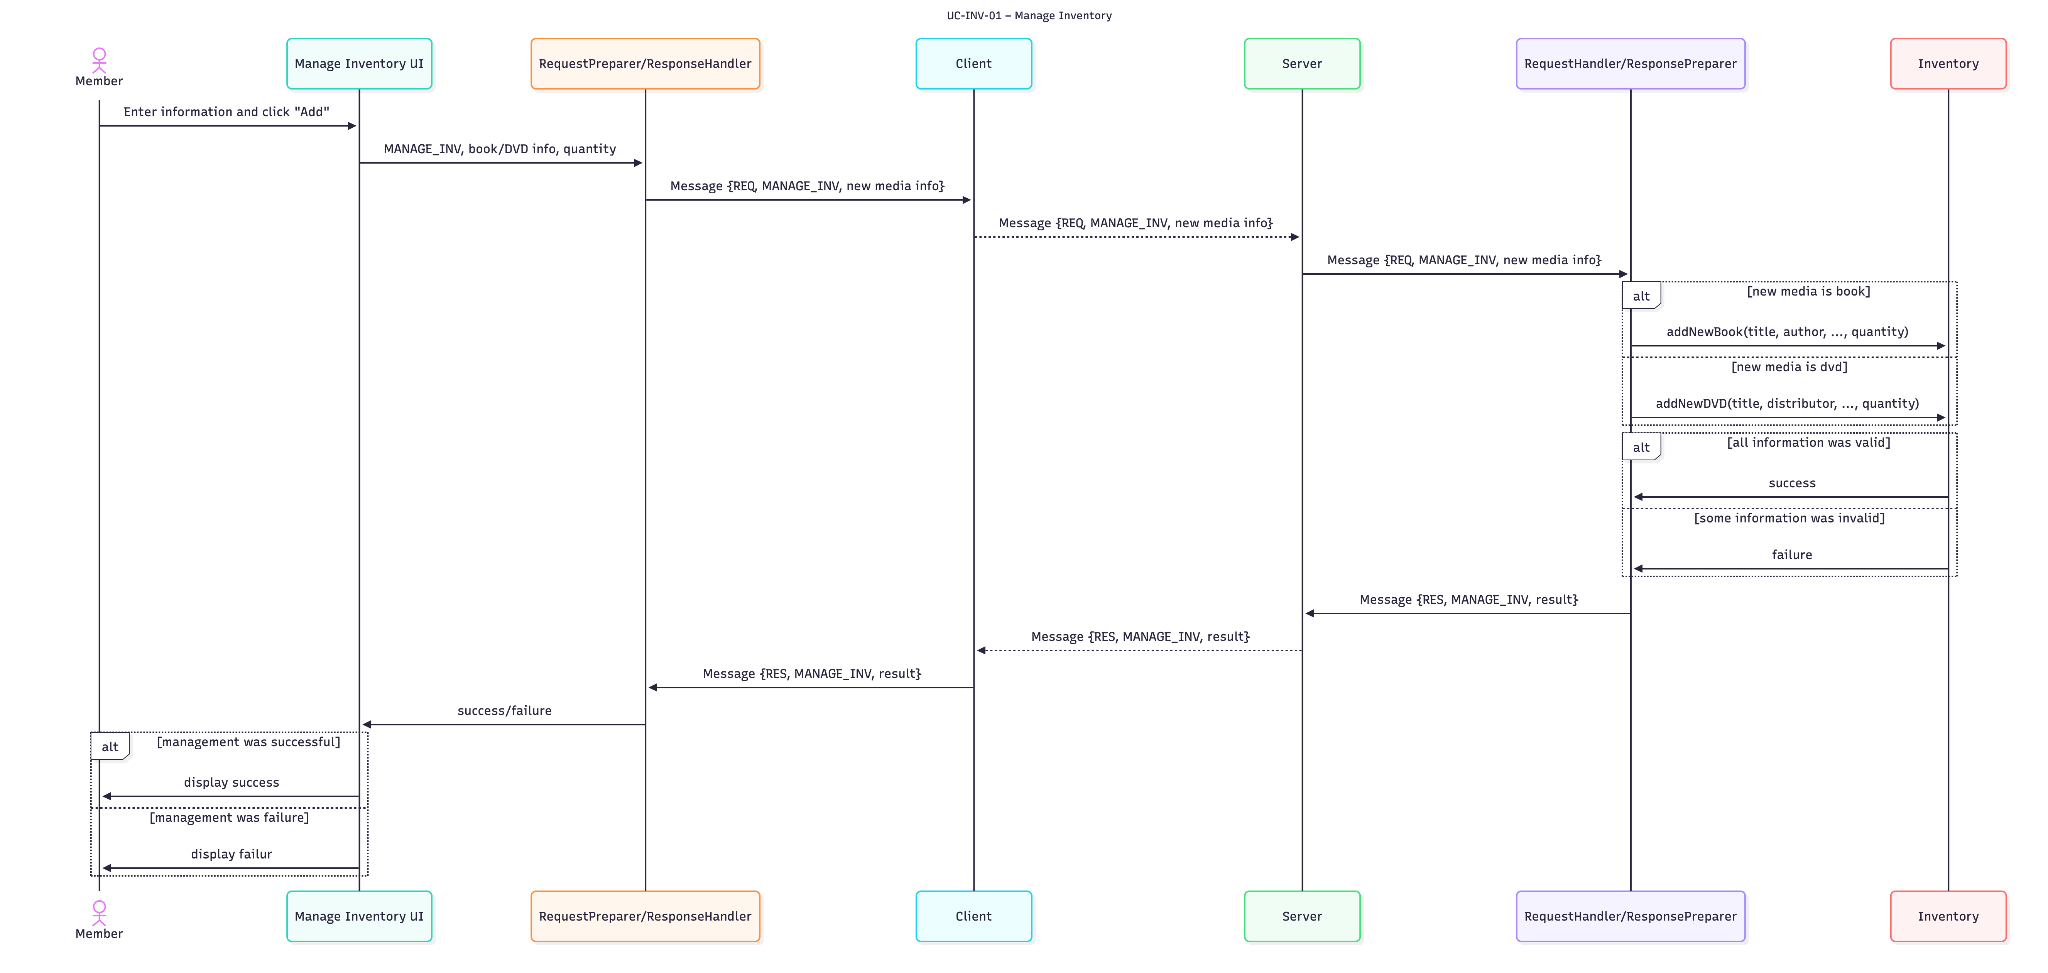 UC-INV-01 – Manage Inventory
Member
Manage Inventory UI
RequestPreparer/ResponseHandler
Client
Server
RequestHandler/ResponsePreparer
Inventory
Enter information and click "Add"
MANAGE_INV, book/DVD info, quantity
Message {REQ, MANAGE_INV, new media info}
Message {REQ, MANAGE_INV, new media info}
Message {REQ, MANAGE_INV, new media info}
alt
[new media is book]
addNewBook(title, author, ..., quantity)
[new media is dvd]
addNewDVD(title, distributor, ..., quantity)
alt
[all information was valid]
success
[some information was invalid]
failure
Message {RES, MANAGE_INV, result}
Message {RES, MANAGE_INV, result}
Message {RES, MANAGE_INV, result}
success/failure
alt
[management was successful]
display success
[management was failure]
display failur
Member
Manage Inventory UI
RequestPreparer/ResponseHandler
Client
Server
RequestHandler/ResponsePreparer
Inventory